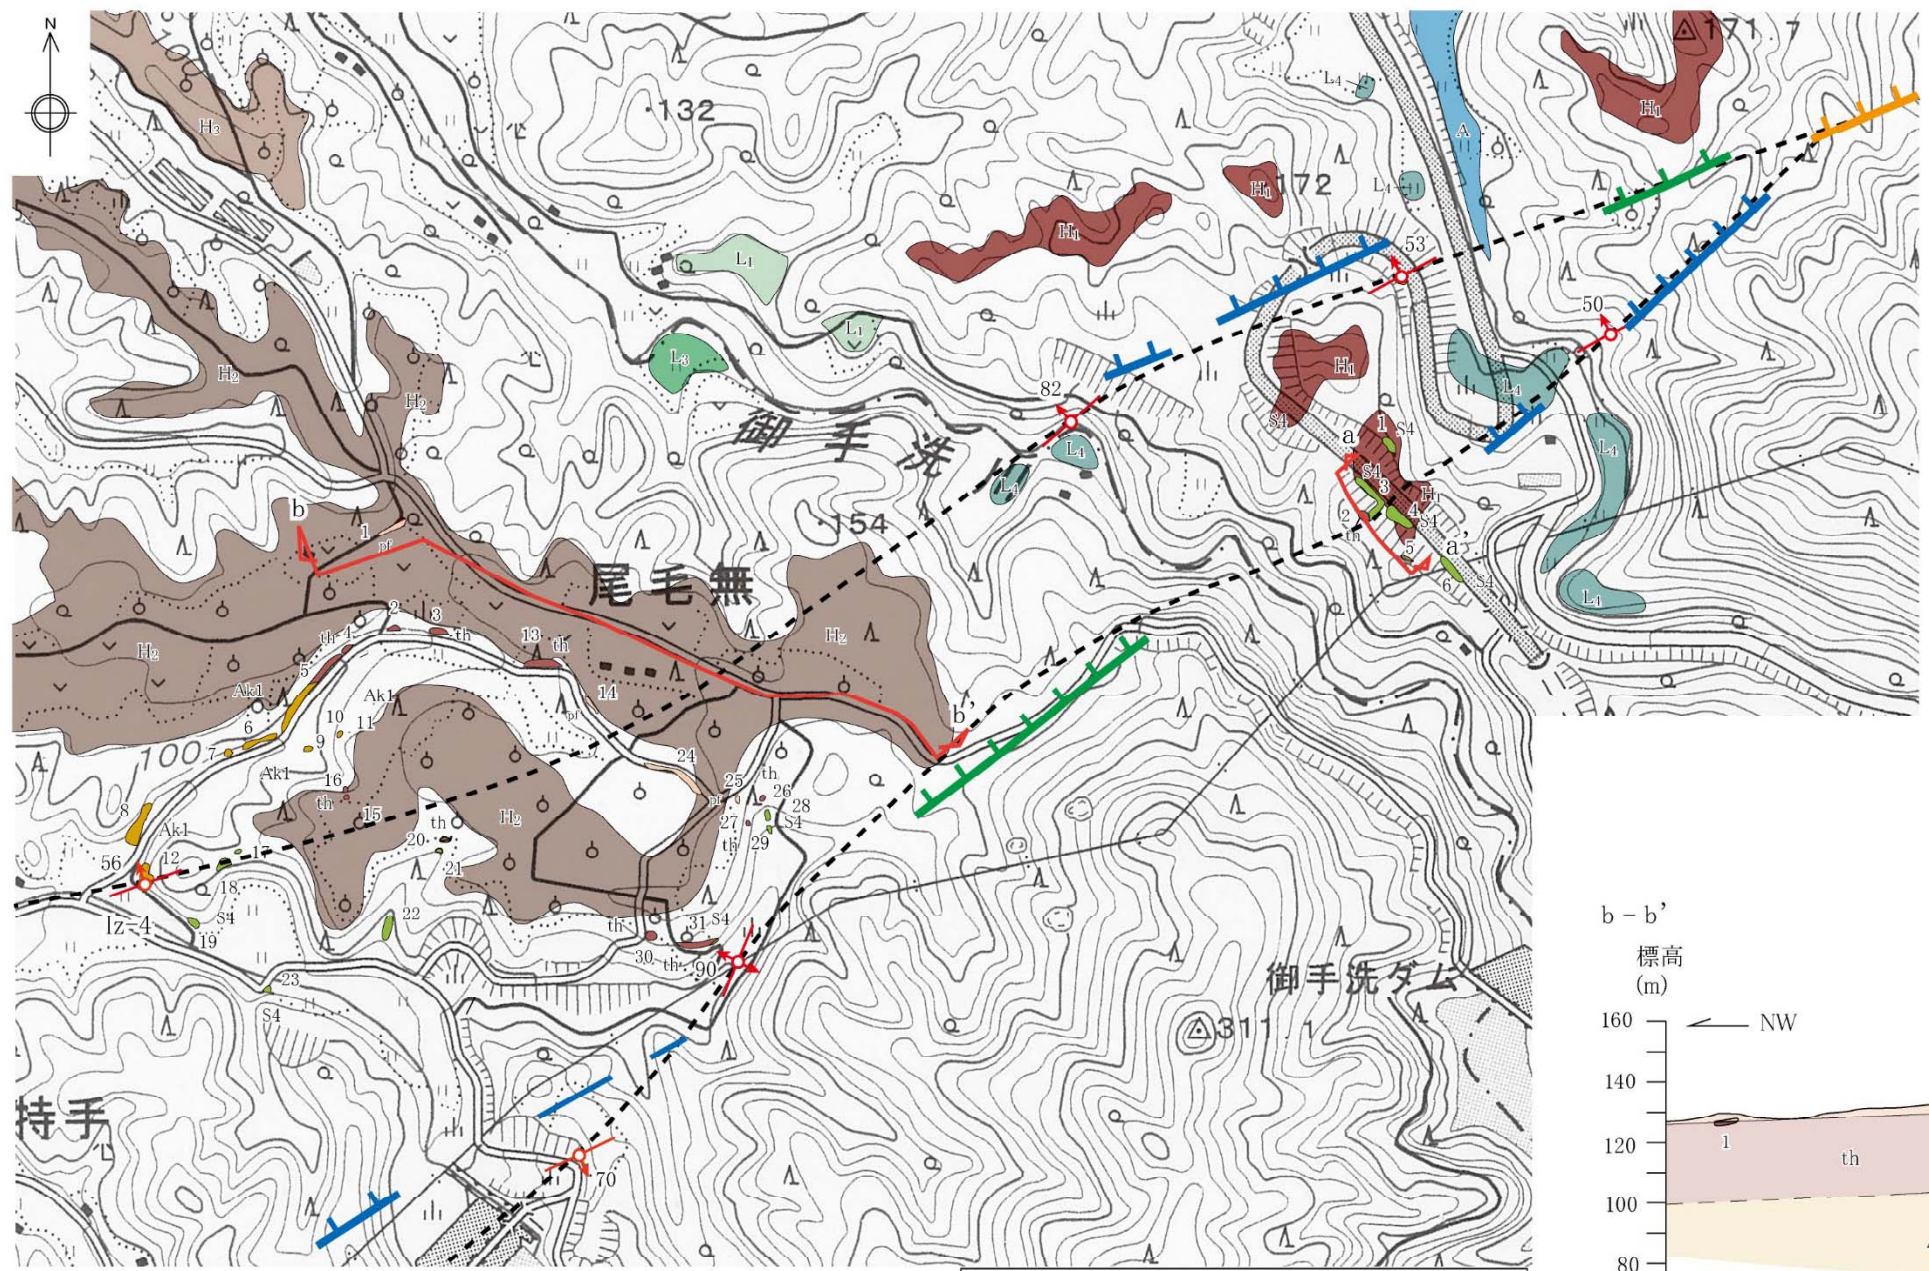 N
171.7
H₃
132
L₄
A
H₁
H₁
172
L₄
H₁
L₁
53
50
L₁
L₃
H₁
H₂
82
L₄
H₂
御手洗川
S4
1
S4
a
L₄
L₄
S4
3
H₁
b
154
2
4
S4
th
1
pf
5
a’
尾毛無
6
S4
L₄
2
3
th
4
th
13
th
H₂
H₂
5
Ak1
Ak1
14
pf
b’
6
10
11
100
7
9
Ak1
24
16
25
th
th
pf
26
8
15
H₂
28
th
27
S4
Ak1
20
th
29
56
12
17
21
18
Iz-4
S4
22
19
th
31
S4
30
th
90
23
S4
御手洗ダム
311.1
持手
70
b - b’
標高
(m)
160
NW
140
120
1
th
100
80